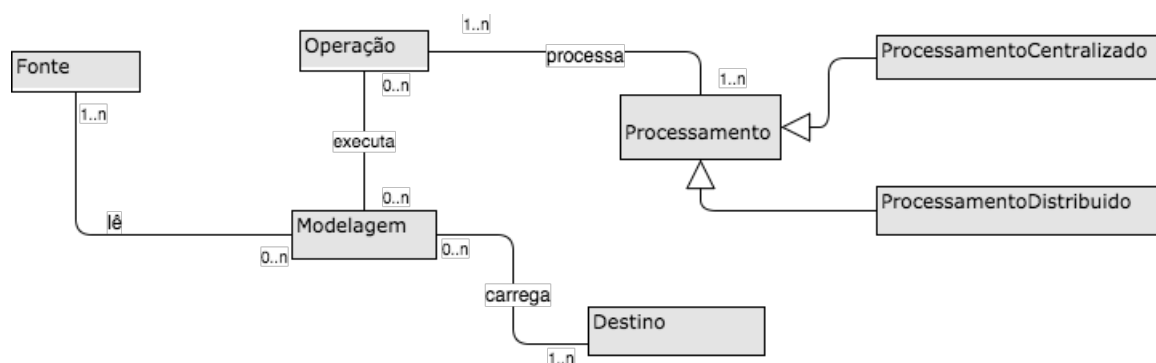 1..n
Operação
processa
ProcessamentoCentralizado
Fonte
0..n
1..n
1..n
Processamento
executa
0..n
ProcessamentoDistribuido
lê
Modelagem
0..n
0..n
carrega
Destino
1..n